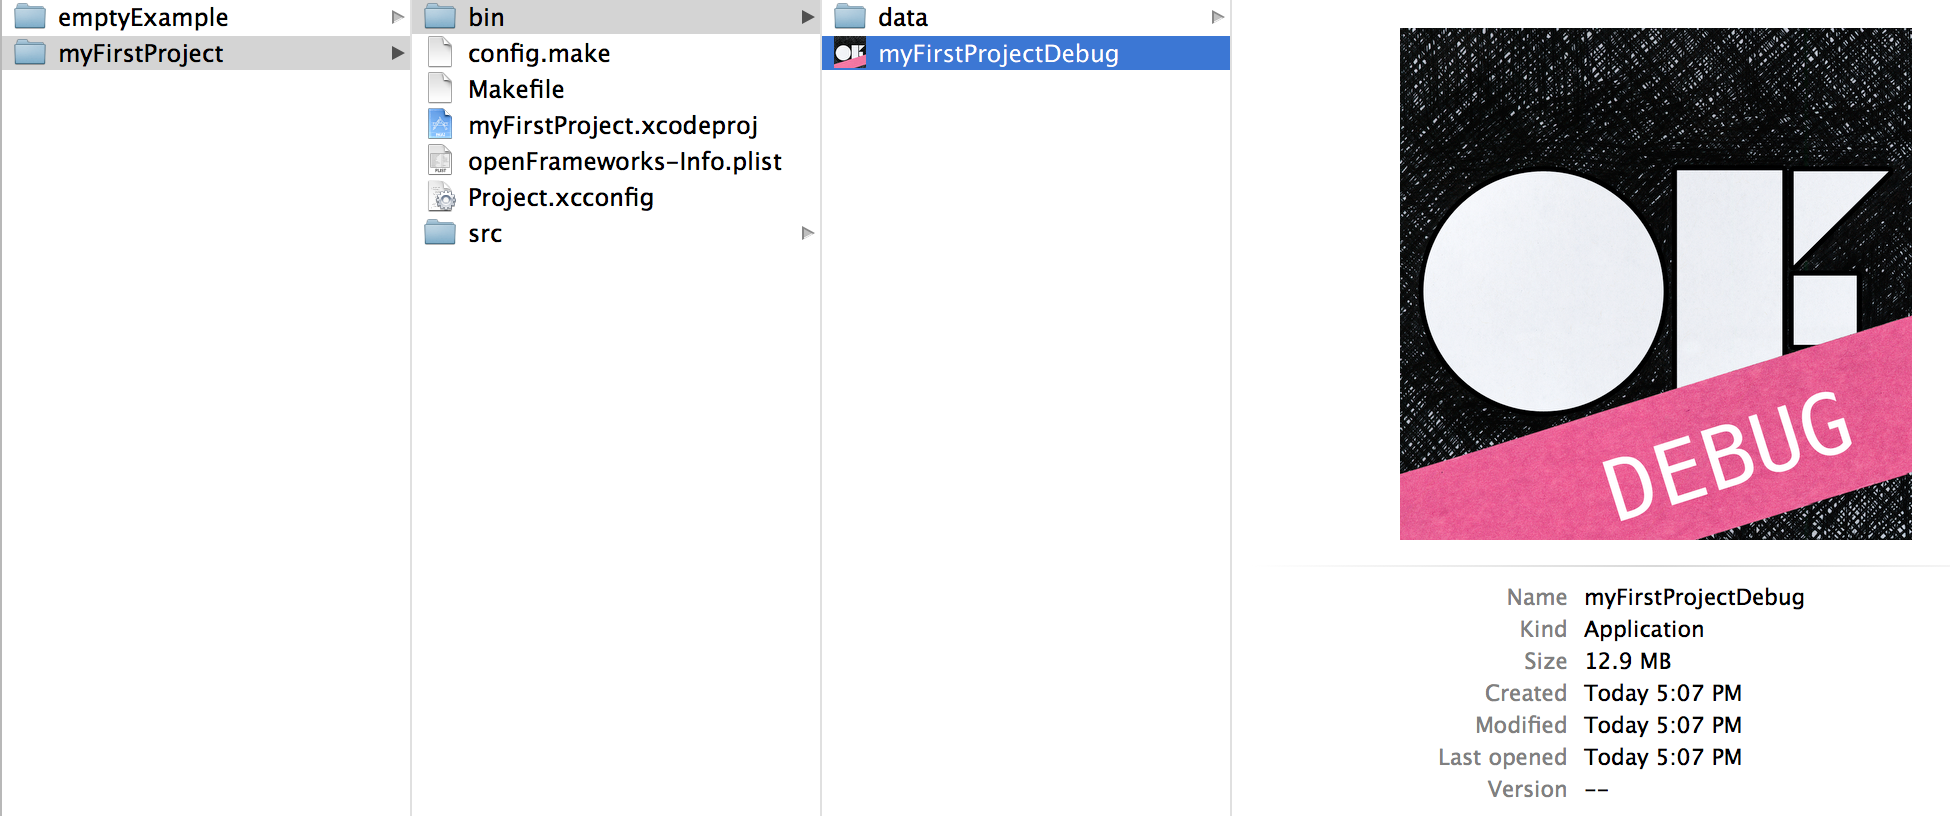 emptyExample
myFirstProject
bin
config.make
Makefile
myFirstProject.xcodeproj
openFrameworks-Info.plist
Project.xcconfig
src
data
myFirstProjectDebug
DEBUG
Name myFirstProjectDebug
Kind Application
Size 12.9 MB
Created Today 5:07 PM
Modified Today 5:07 PM
Last opened Today 5:07 PM
Version --